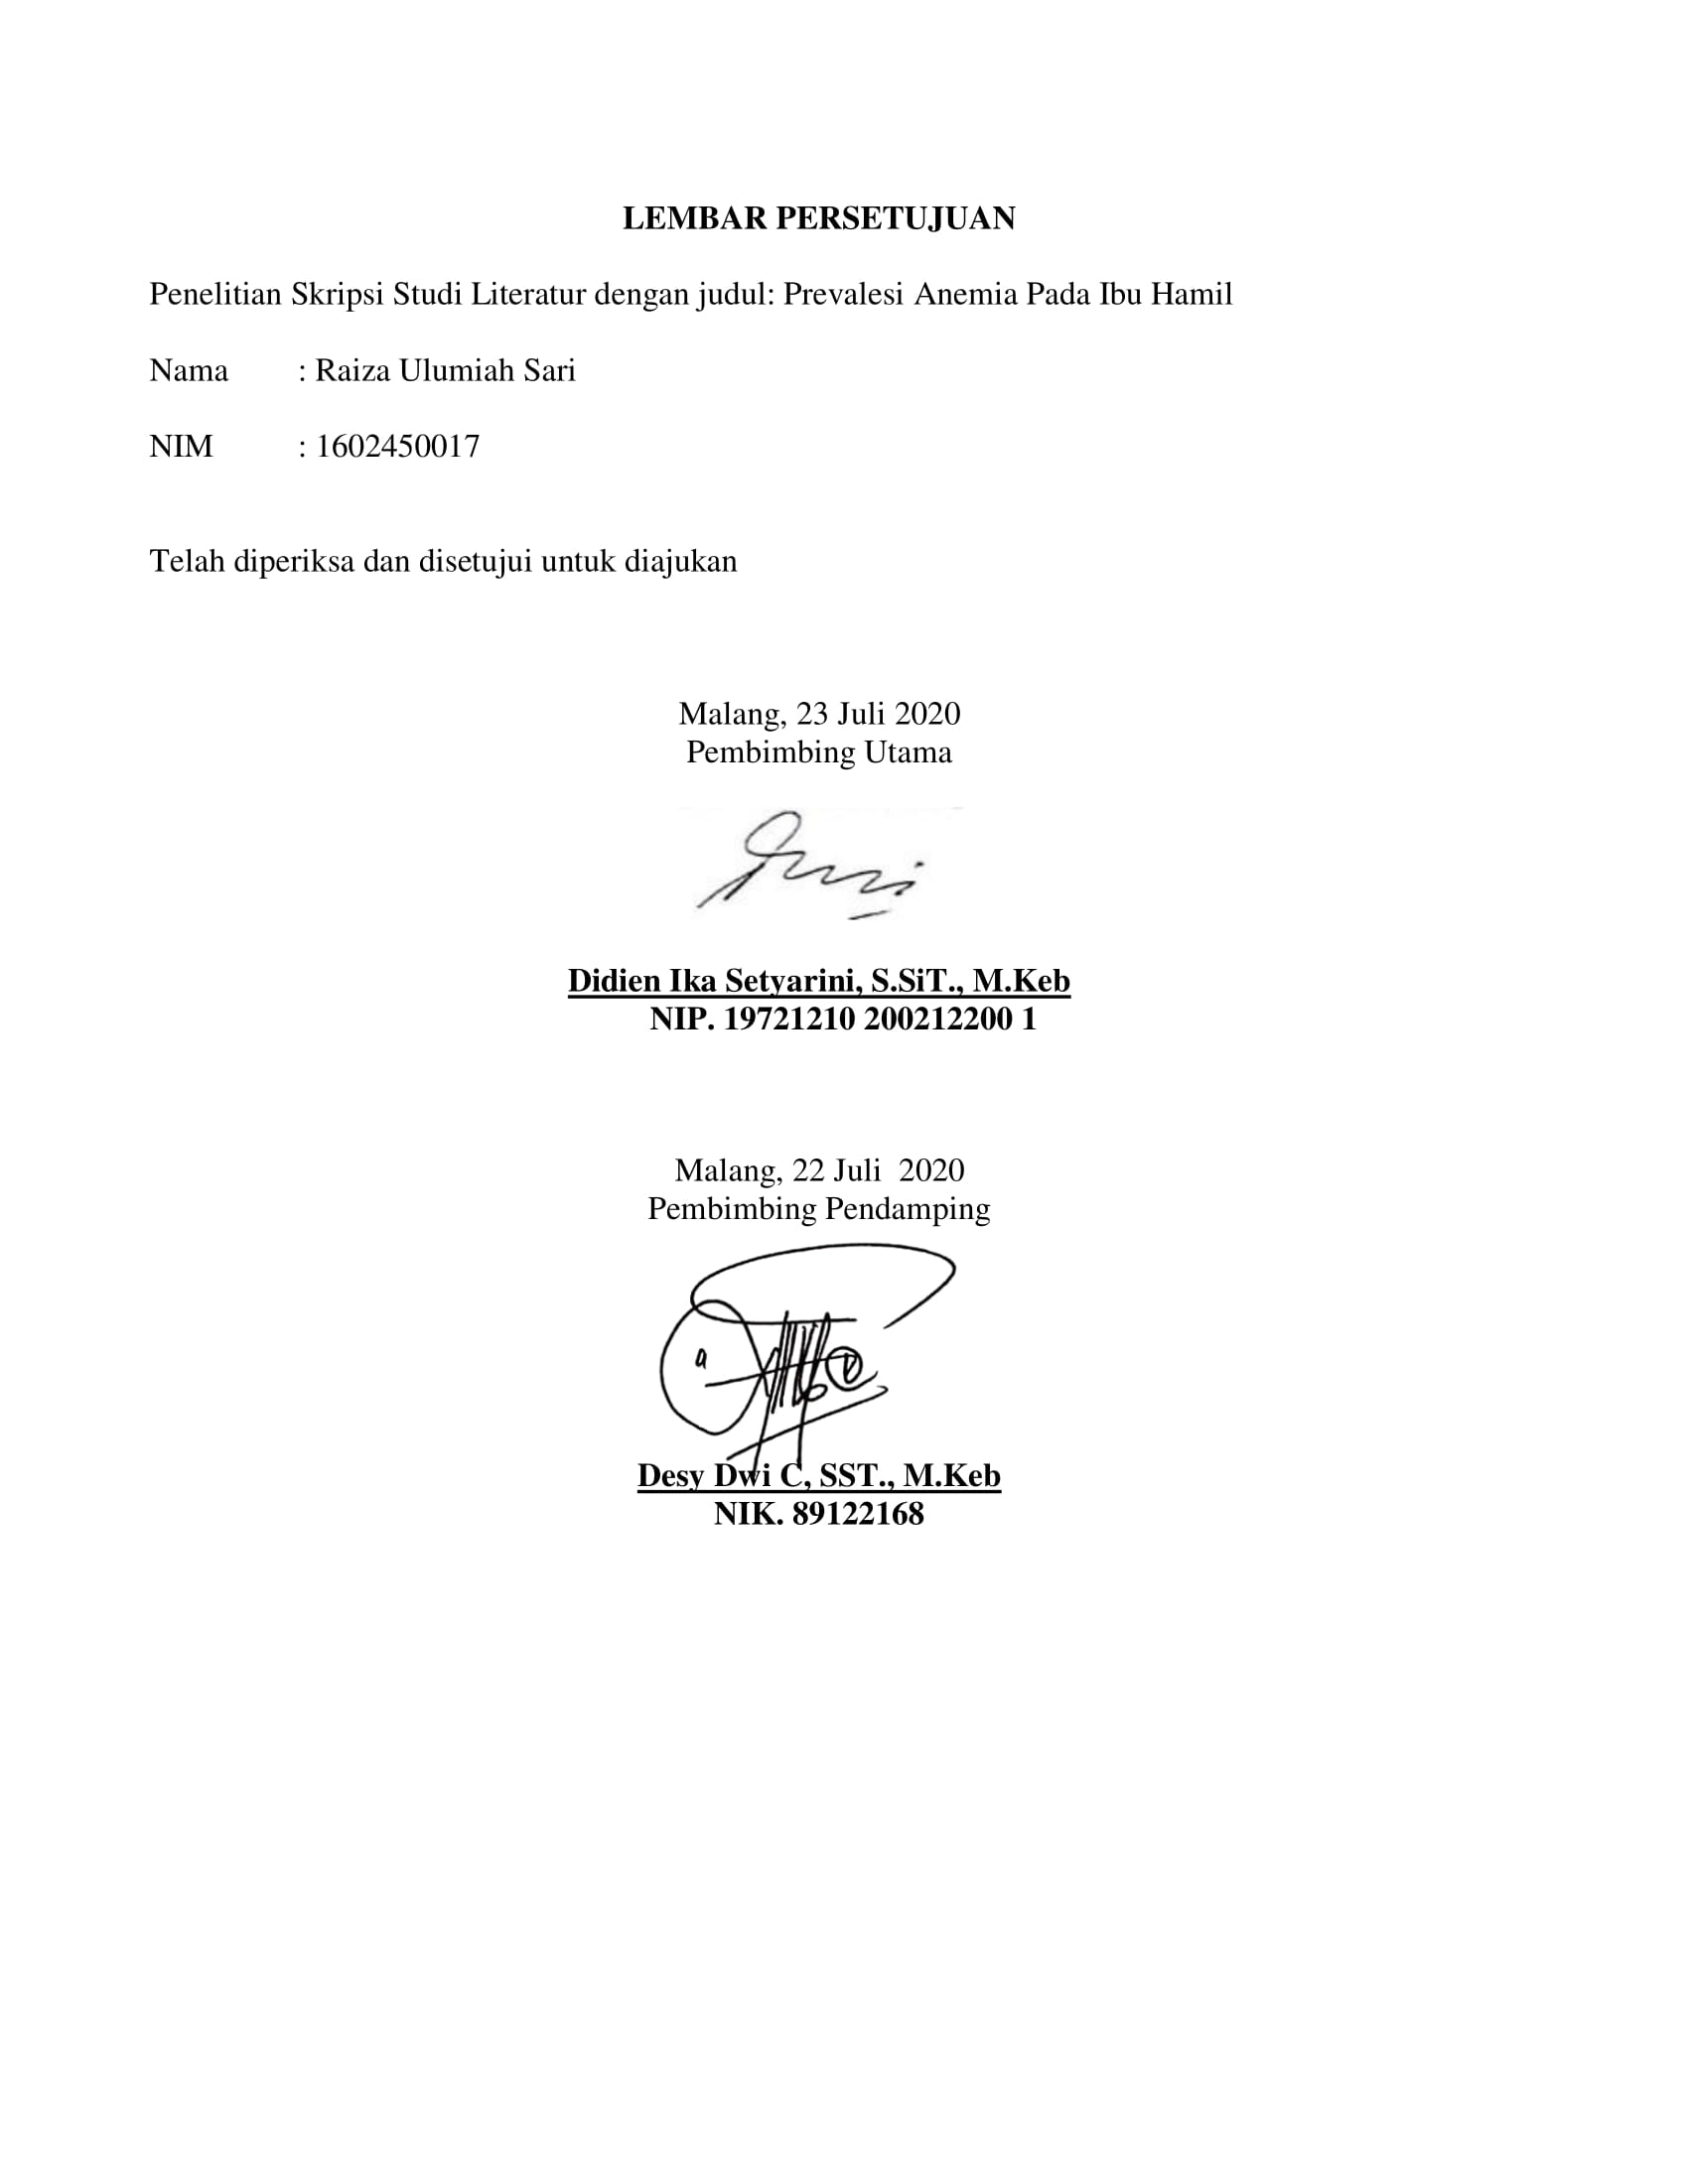 LEMBAR PERSETUJUAN
Penelitian Skripsi Studi Literatur dengan judul: Prevalesi Anemia Pada Ibu Hamil
Nama : Raiza Ulumiah Sari
NIM : 1602450017
Telah diperiksa dan disetujui untuk diajukan
Malang, 23 Juli 2020
Pembimbing Utama
Didien Ika Setyarini, S.SiT., M.Keb
NIP. 19721210 200212200 1
Malang, 22 Juli  2020
Pembimbing Pendamping
Desy Dwi C, SST., M.Keb
NIK. 89122168